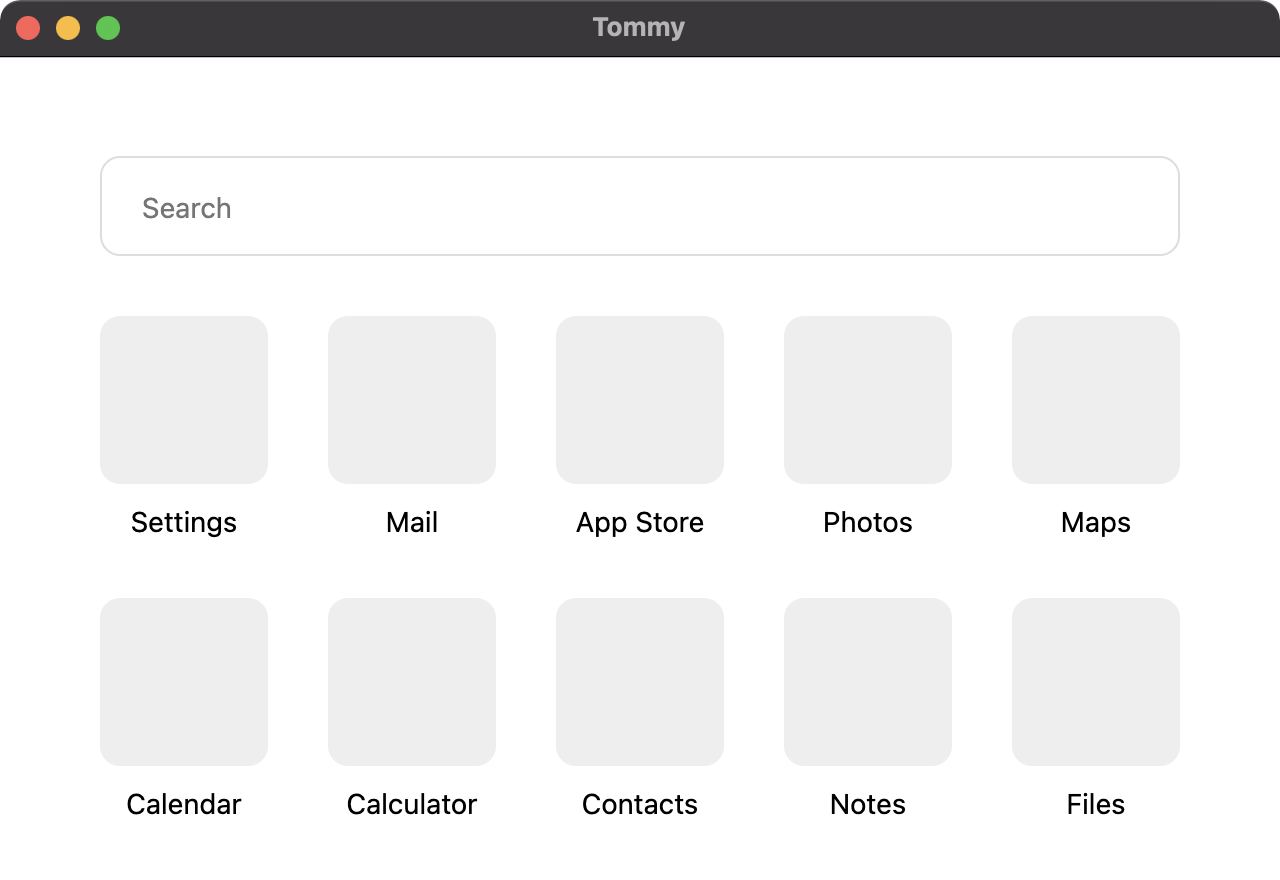 Tommy
Search
Settings
Mail
App Store
Photos
Maps
Calendar
Calculator
Contacts
Notes
Files